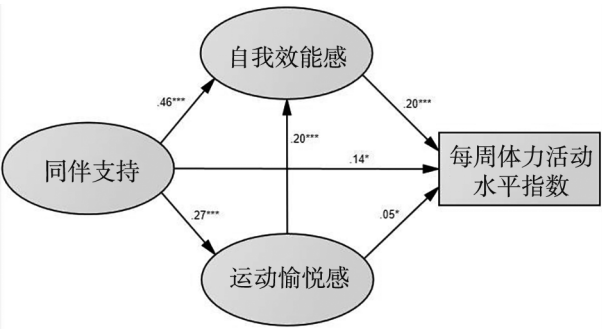 自我效能感
.46***
.20***
.20***
同伴支持
.14*
每周体力活动
水平指数
.27***
.05*
运动愉悦感